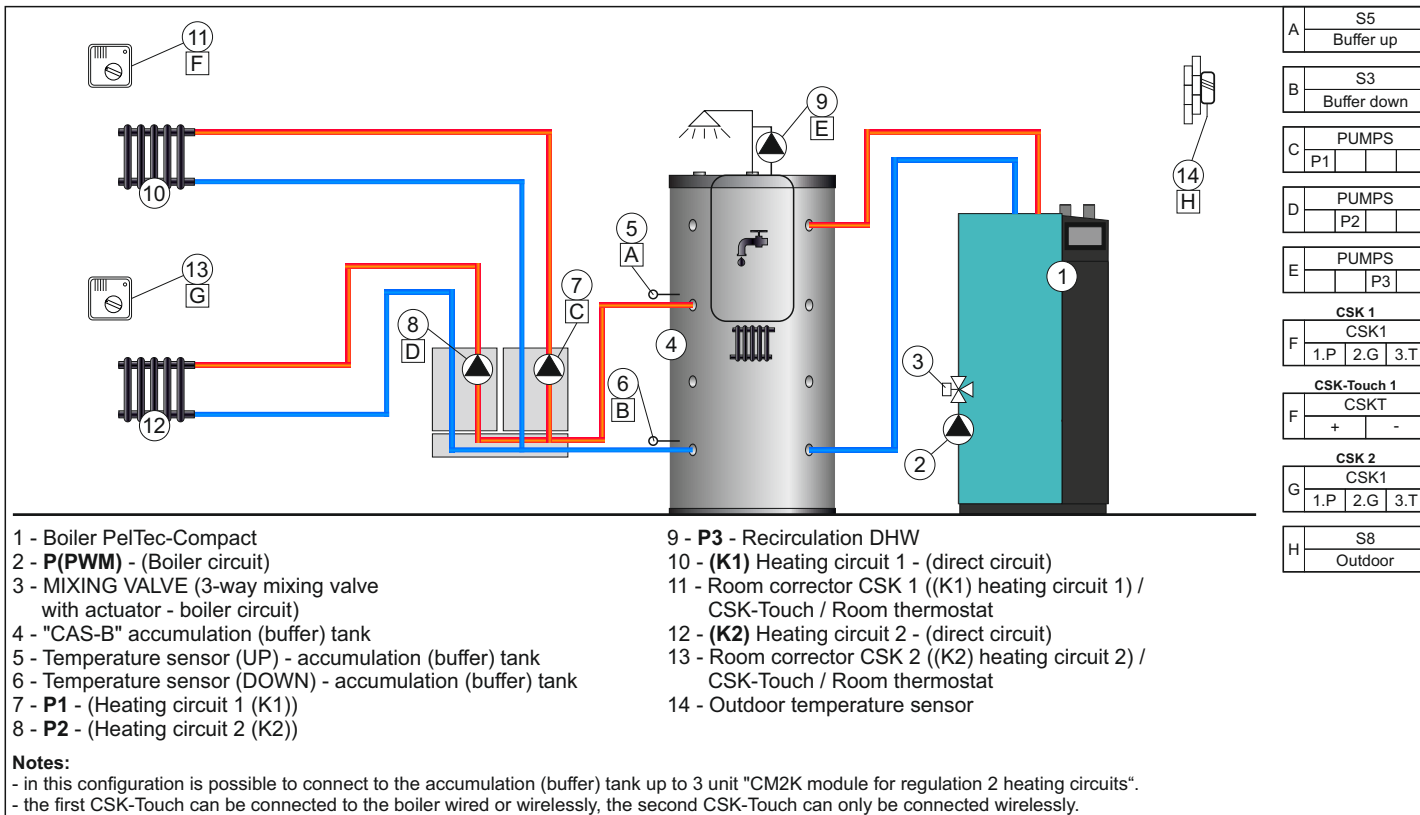 11
F
10
13
G
12
8
D
7
C
5
A
6
B
4
9
E
3
2
1
14
H
A S5
Buffer up
B S3
Buffer down
C PUMPS
P1
D PUMPS
P2
E PUMPS
P3
CSK 1
F CSK1
1.P 2.G 3.T
CSK-Touch 1
F CSKT
+ -
CSK 2
G CSK1
1.P 2.G 3.T
H S8
Outdoor
1 - Boiler PelTec-Compact
2 - P(PWM) - (Boiler circuit)
3 - MIXING VALVE (3-way mixing valve
with actuator - boiler circuit)
4 - "CAS-B" accumulation (buffer) tank
5 - Temperature sensor (UP) - accumulation (buffer) tank
6 - Temperature sensor (DOWN) - accumulation (buffer) tank
7 - P1 - (Heating circuit 1 (K1))
8 - P2 - (Heating circuit 2 (K2))
9 - P3 - Recirculation DHW
10 - (K1) Heating circuit 1 - (direct circuit)
11 - Room corrector CSK 1 ((K1) heating circuit 1) /
CSK-Touch / Room thermostat
12 - (K2) Heating circuit 2 - (direct circuit)
13 - Room corrector CSK 2 ((K2) heating circuit 2) /
CSK-Touch / Room thermostat
14 - Outdoor temperature sensor
Notes:
- in this configuration is possible to connect to the accumulation (buffer) tank up to 3 unit "CM2K module for regulation 2 heating circuits“.
- the first CSK-Touch can be connected to the boiler wired or wirelessly, the second CSK-Touch can only be connected wirelessly.